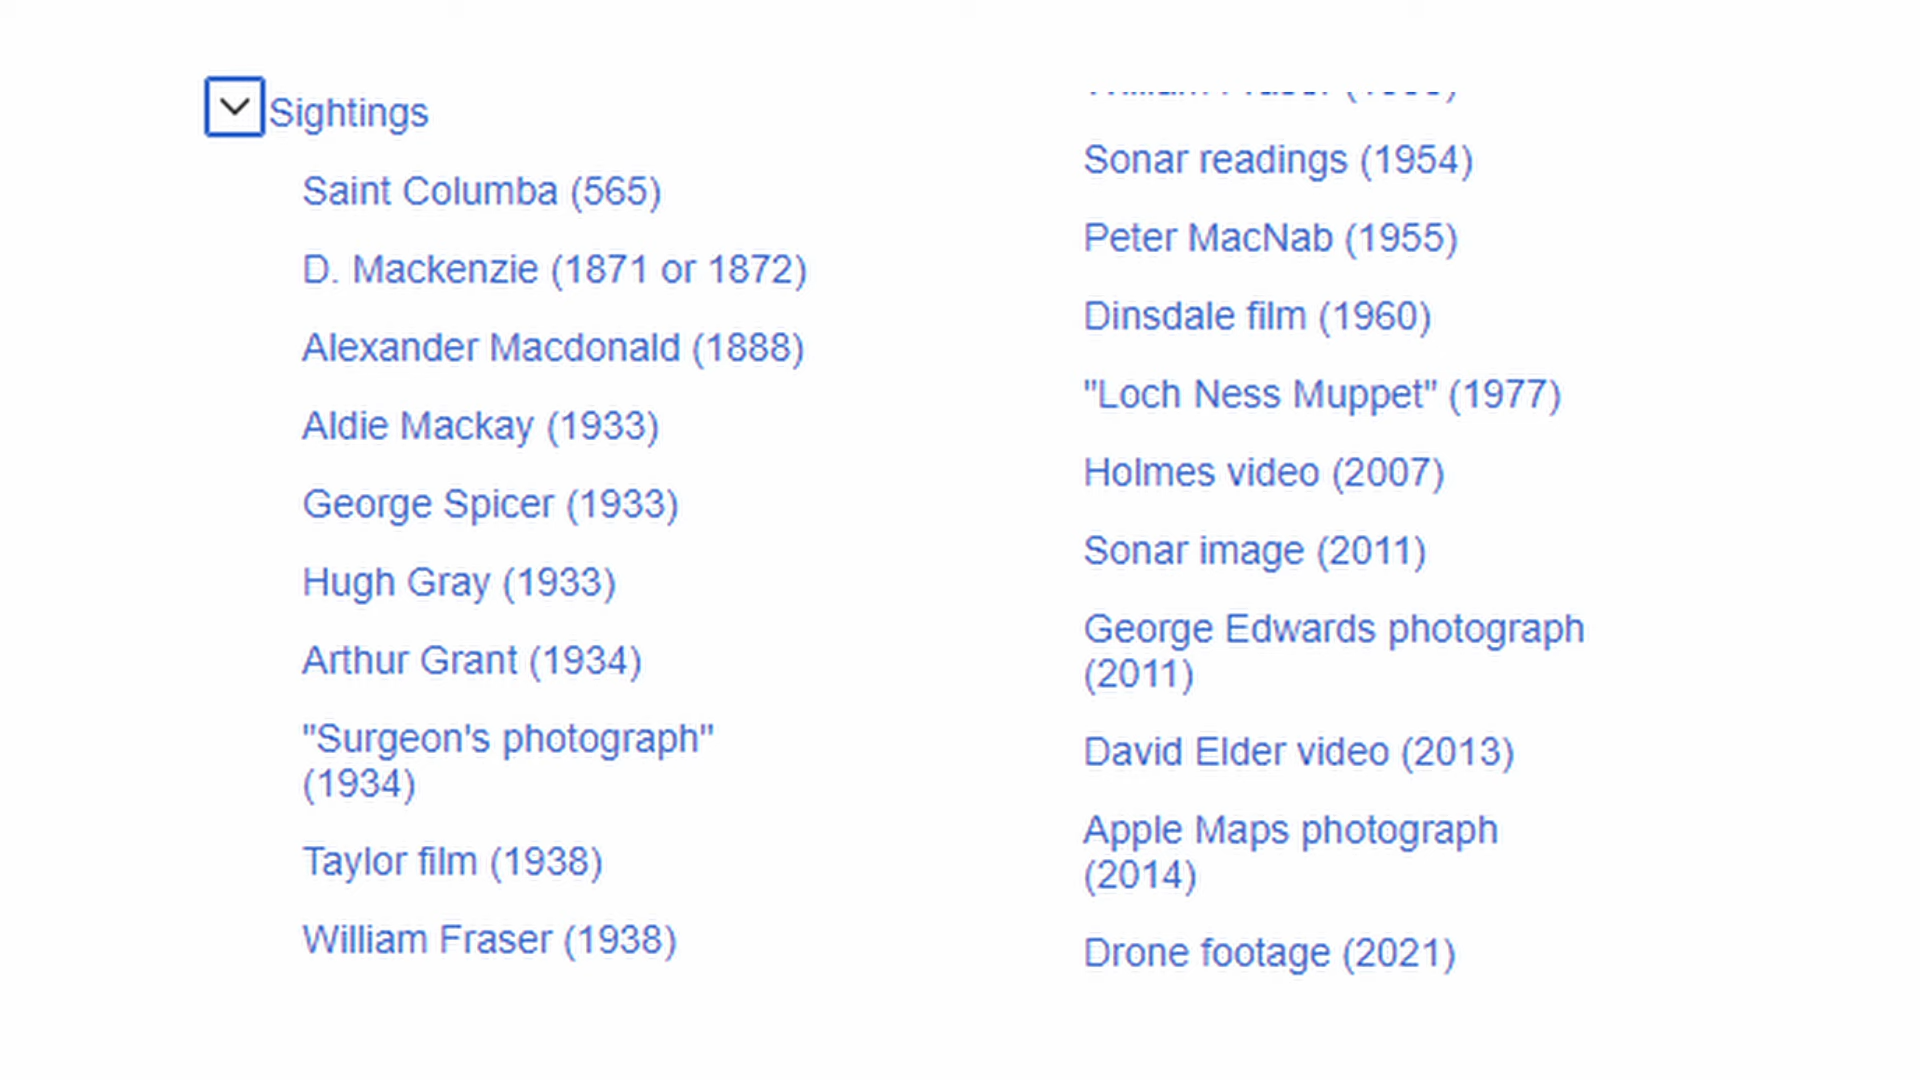 Sightings
Saint Columba (565)
D. Mackenzie (1871 or 1872)
Alexander Macdonald (1888)
Aldie Mackay (1933)
George Spicer (1933)
Hugh Gray (1933)
Arthur Grant (1934)
"Surgeon's photograph"
(1934)
Taylor film (1938)
William Fraser (1938)
Sonar readings (1954)
Peter MacNab (1955)
Dinsdale film (1960)
"Loch Ness Muppet" (1977)
Holmes video (2007)
Sonar image (2011)
George Edwards photograph
(2011)
David Elder video (2013)
Apple Maps photograph
(2014)
Drone footage (2021)